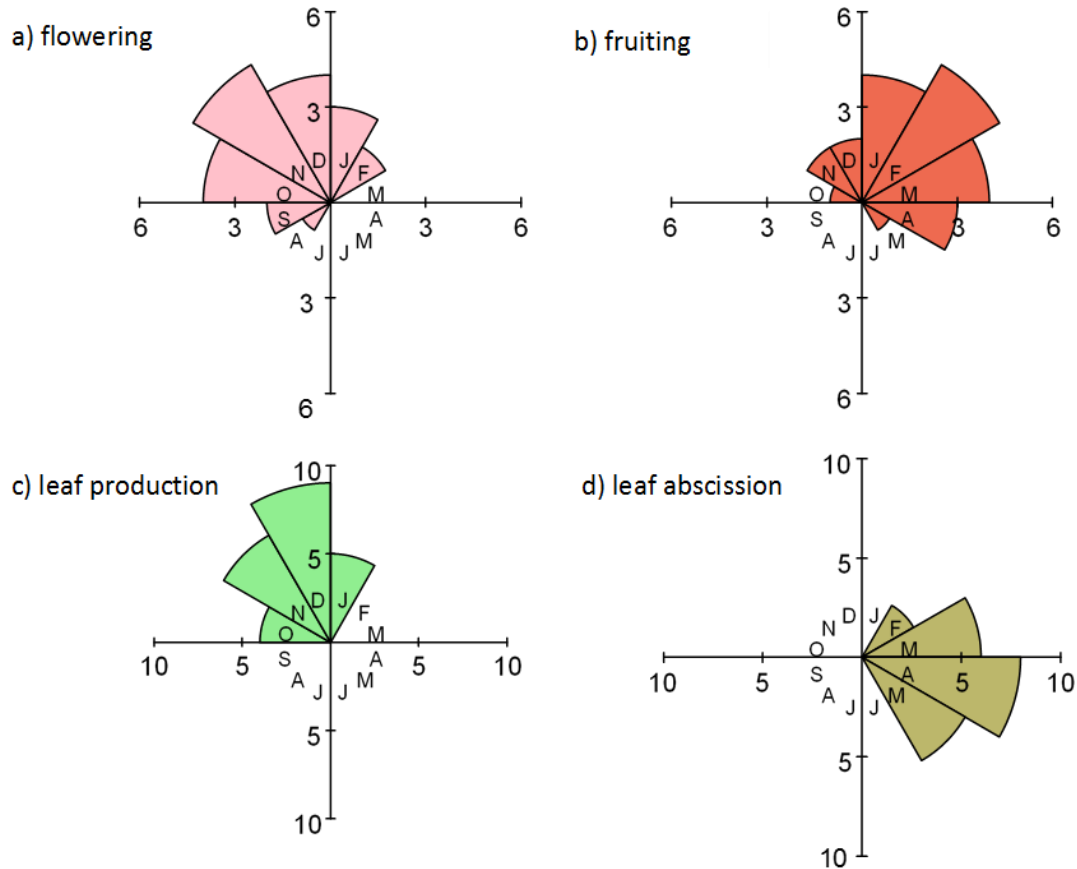 a) flowering
6
3
D J
N F
O M
6 3 3 6
S A
A M
J J
3
6
b) fruiting
6
3
D J
N F
O M
6 3 3 6
S A
A M
J J
3
6
c) leaf production
10
5
D J
N F
O M
10 5 5 10
S A
A M
J J
5
10
d) leaf abscission
10
5
D J
N F
O M
10 5 5 10
S A
A M
J J
5
10